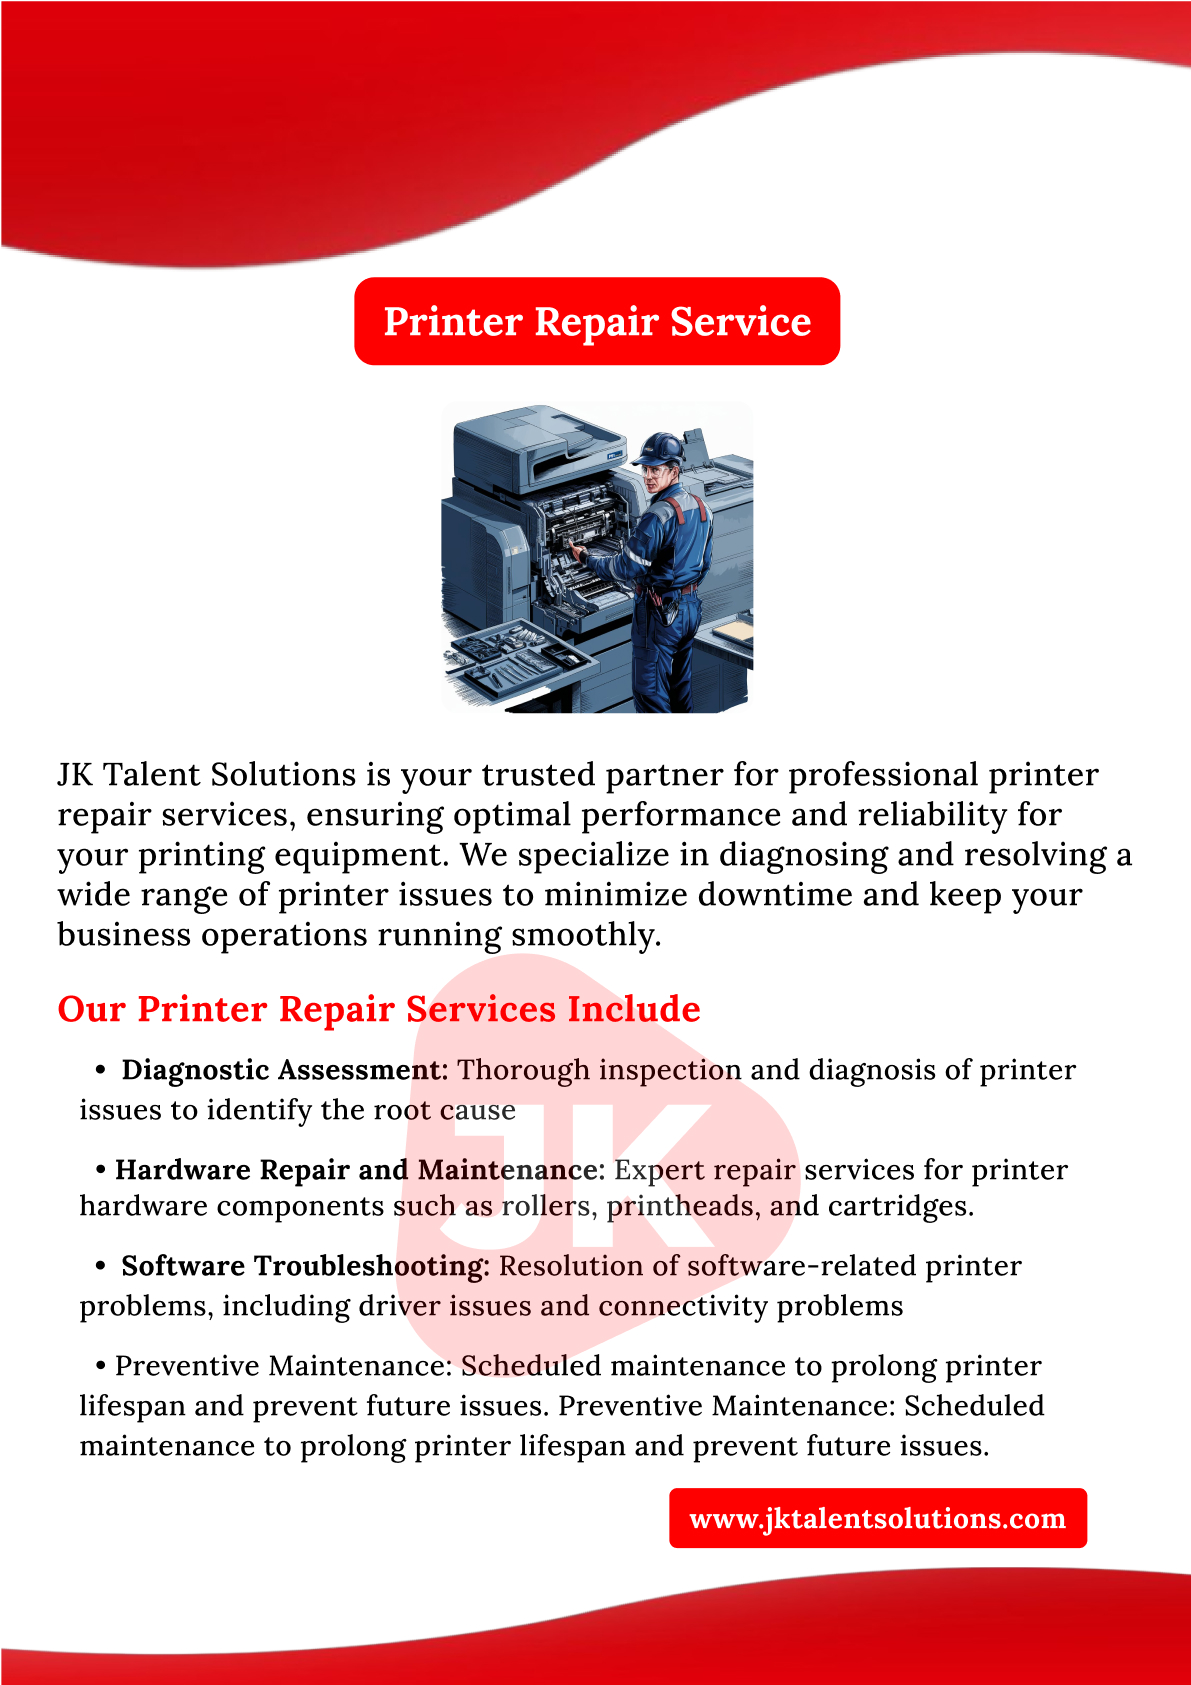 Printer Repair Service
JK Talent Solutions is your trusted partner for professional printer
repair services, ensuring optimal performance and reliability for
your printing equipment. We specialize in diagnosing and resolving a
wide range of printer issues to minimize downtime and keep your
business operations running smoothly.
Our Printer Repair Services Include
• Diagnostic Assessment: Thorough inspection and diagnosis of printer
issues to identify the root cause
• Hardware Repair and Maintenance: Expert repair services for printer
hardware components such as rollers, printheads, and cartridges.
• Software Troubleshooting: Resolution of software-related printer
problems, including driver issues and connectivity problems
• Preventive Maintenance: Scheduled maintenance to prolong printer
lifespan and prevent future issues. Preventive Maintenance: Scheduled
maintenance to prolong printer lifespan and prevent future issues.
JK
www.jktalentsolutions.com